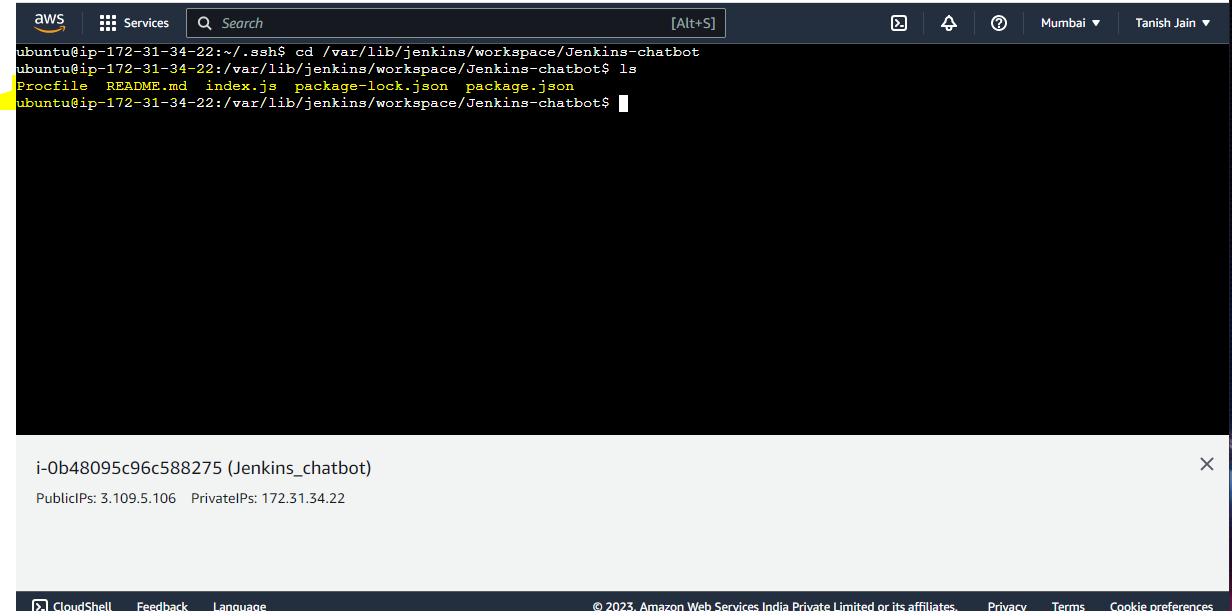 aws Services Search [Alt+S] Mumbai Tanish Jain
ubuntu@ip-172-31-34-22:~/.ssh$ cd /var/lib/jenkins/workspace/Jenkins-chatbot
ubuntu@ip-172-31-34-22:/var/lib/jenkins/workspace/Jenkins-chatbot$ ls
Procfile README.md index.js package-lock.json package.json
ubuntu@ip-172-31-34-22:/var/lib/jenkins/workspace/Jenkins-chatbot$
i-0b48095c96c588275 (Jenkins_chatbot)
PublicIPs: 3.109.5.106 PrivateIPs: 172.31.34.22
CloudShell Feedback Language © 2023, Amazon Web Services India Private Limited or its affiliates. Privacy Terms Cookie preferences